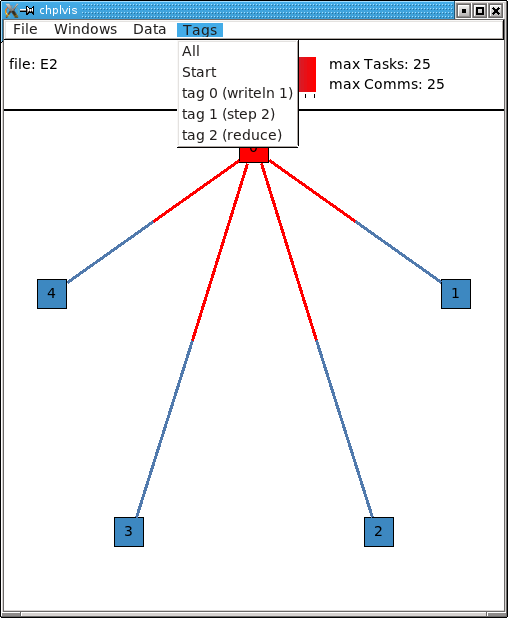 chplvis
File Windows Data Tags
All
Start
tag 0 (writeln 1)
tag 1 (step 2)
tag 2 (reduce)
file: E2
max Tasks: 25
max Comms: 25
4
1
3
2